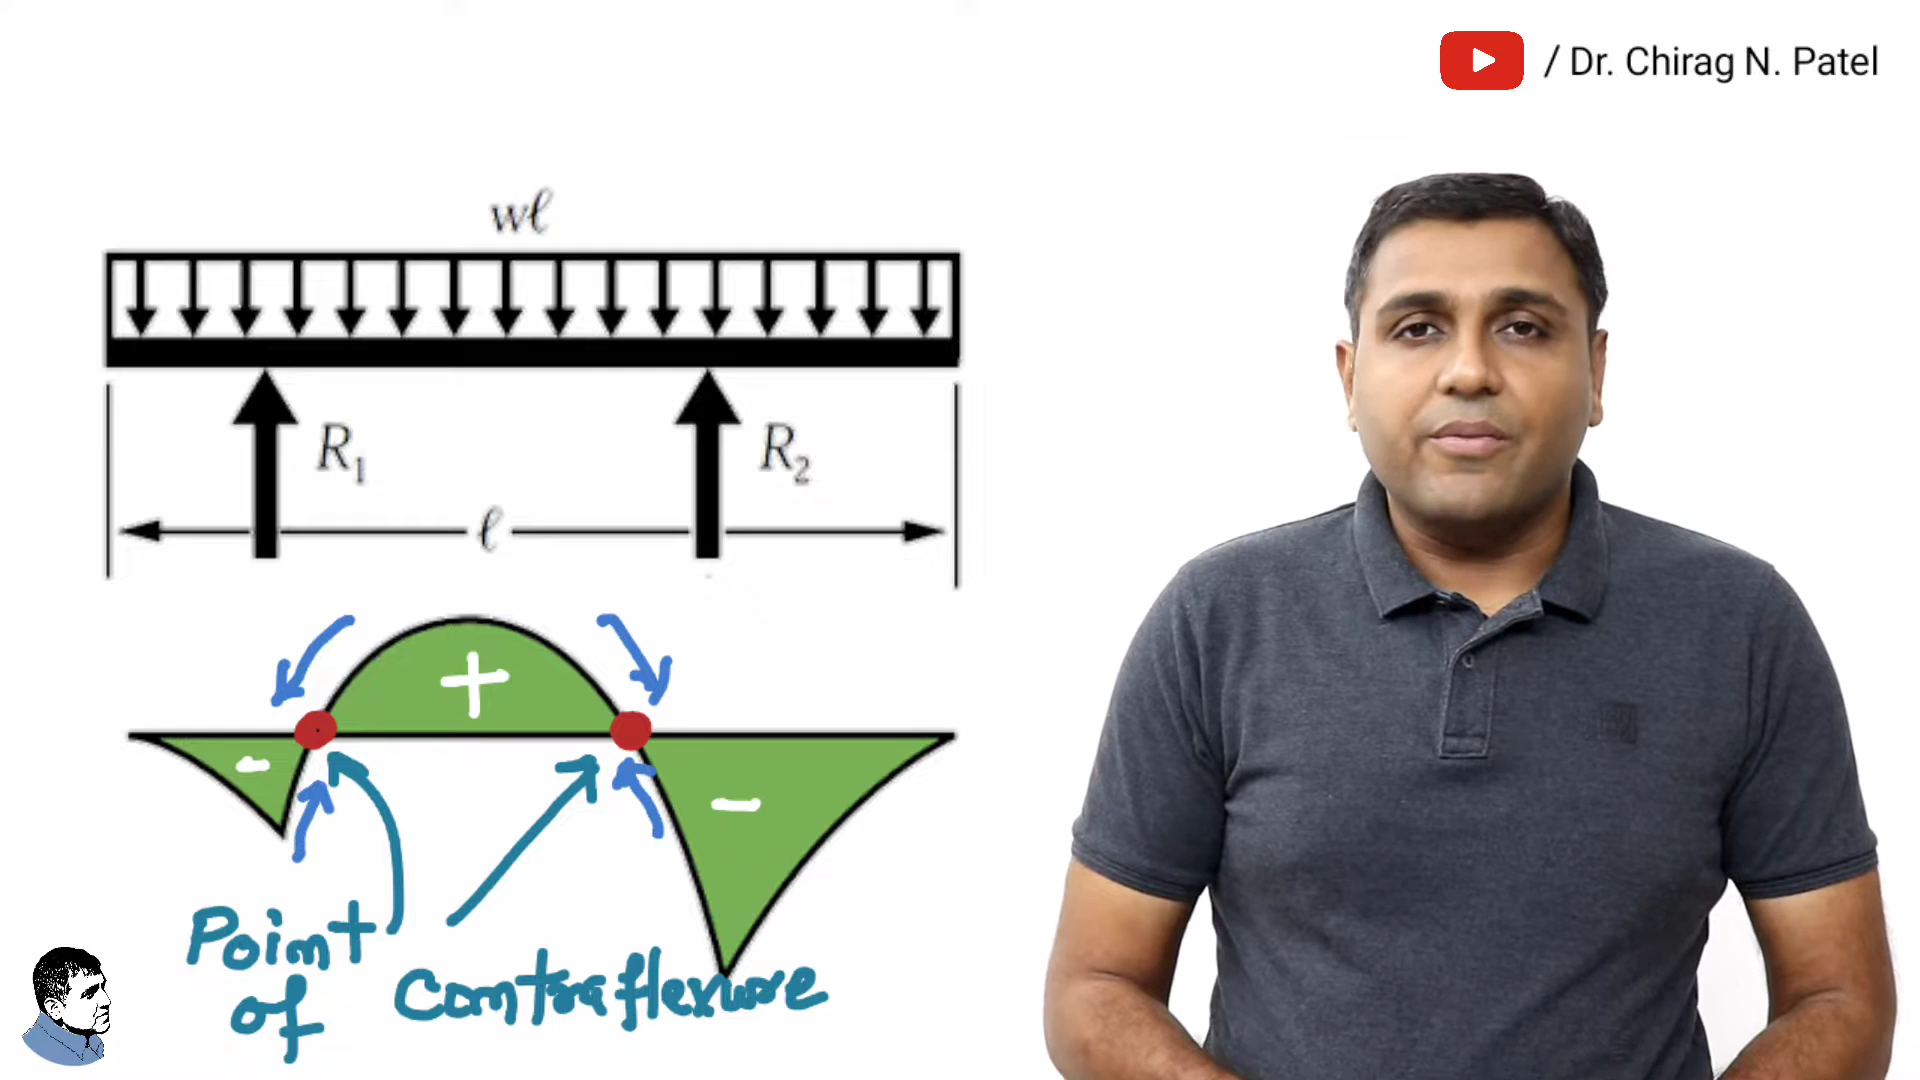 / Dr. Chirag N. Patel
wℓ
R₁
R₂
ℓ
+
-
-
Point
of contraflexure